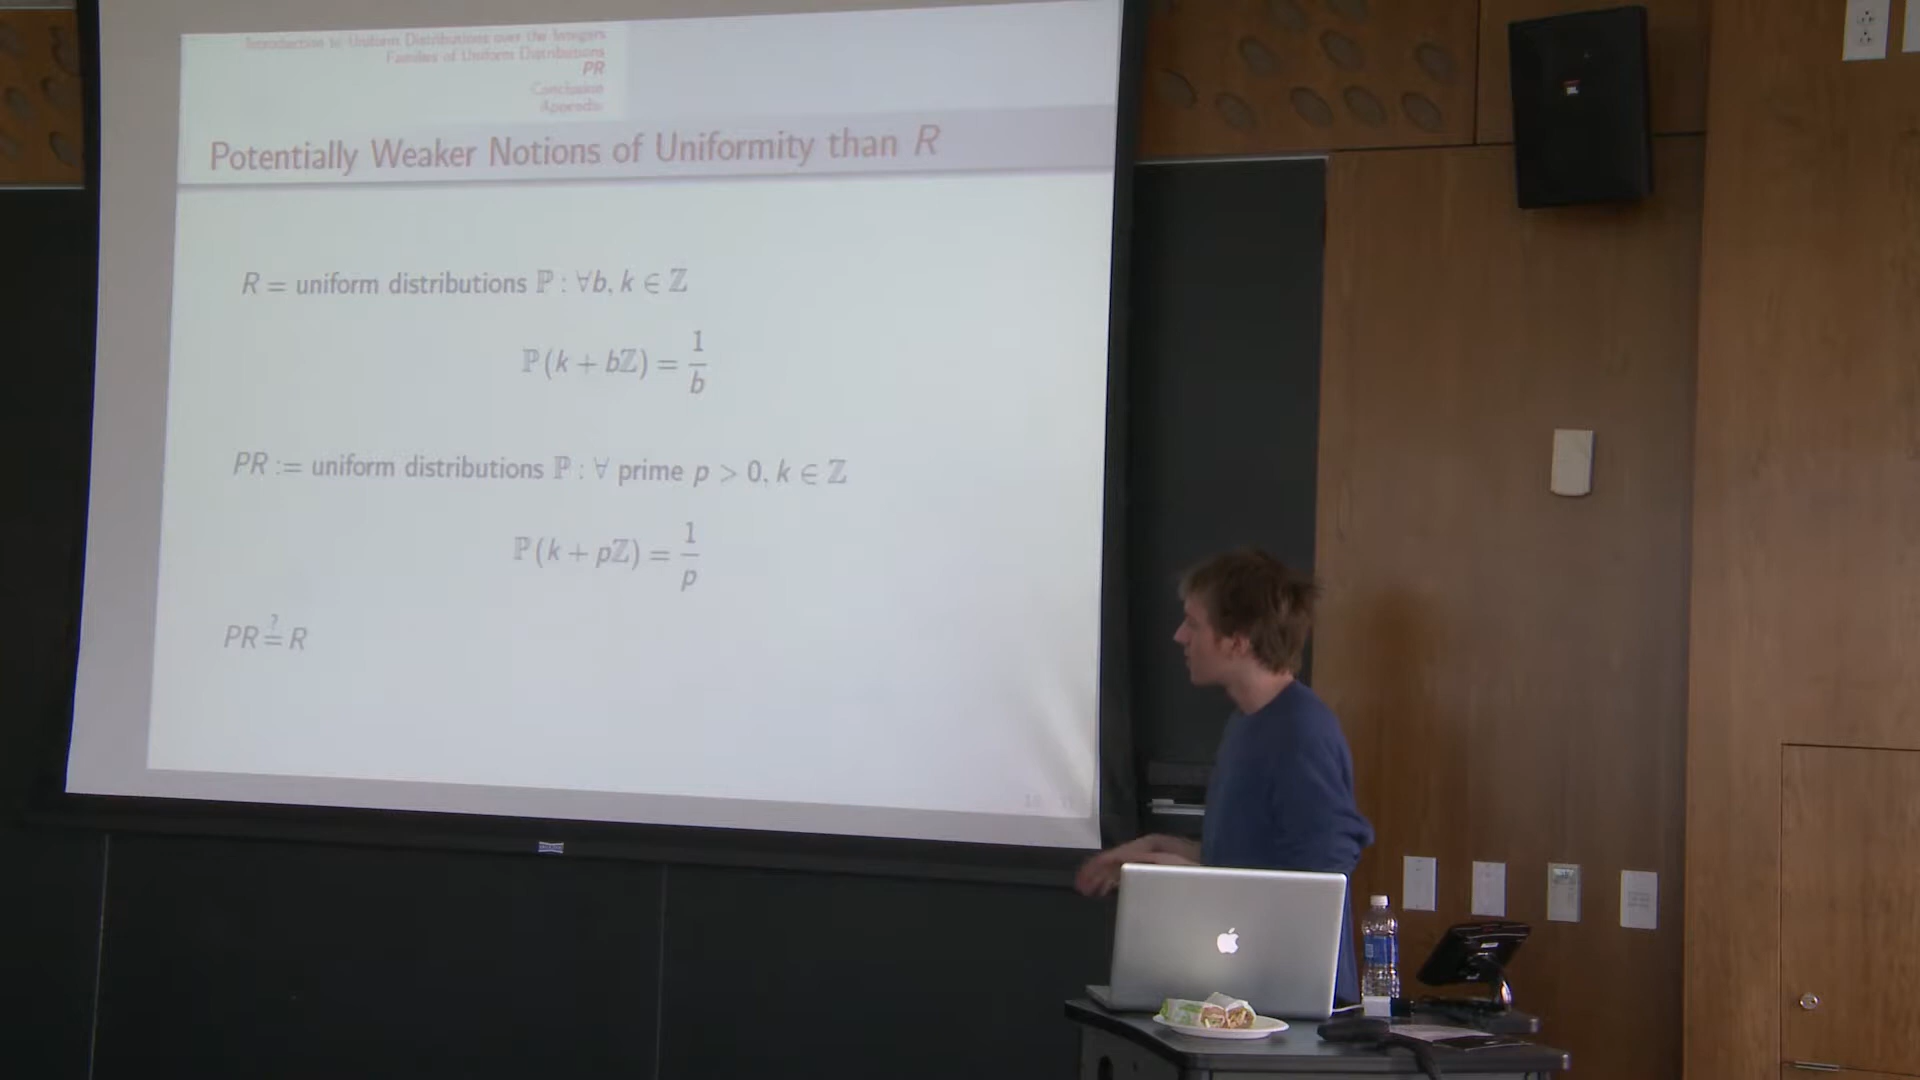 Introduction to Uniform Distributions over the Integers
Families of Uniform Distributions
PR
Conclusion
Appendix
Potentially Weaker Notions of Uniformity than R
R = uniform distributions ℙ : ∀b, k ∈ ℤ
ℙ(k + bℤ) = 1/b
PR := uniform distributions ℙ : ∀ prime p > 0, k ∈ ℤ
ℙ(k + pℤ) = 1/p
PR ≟ R
JBL